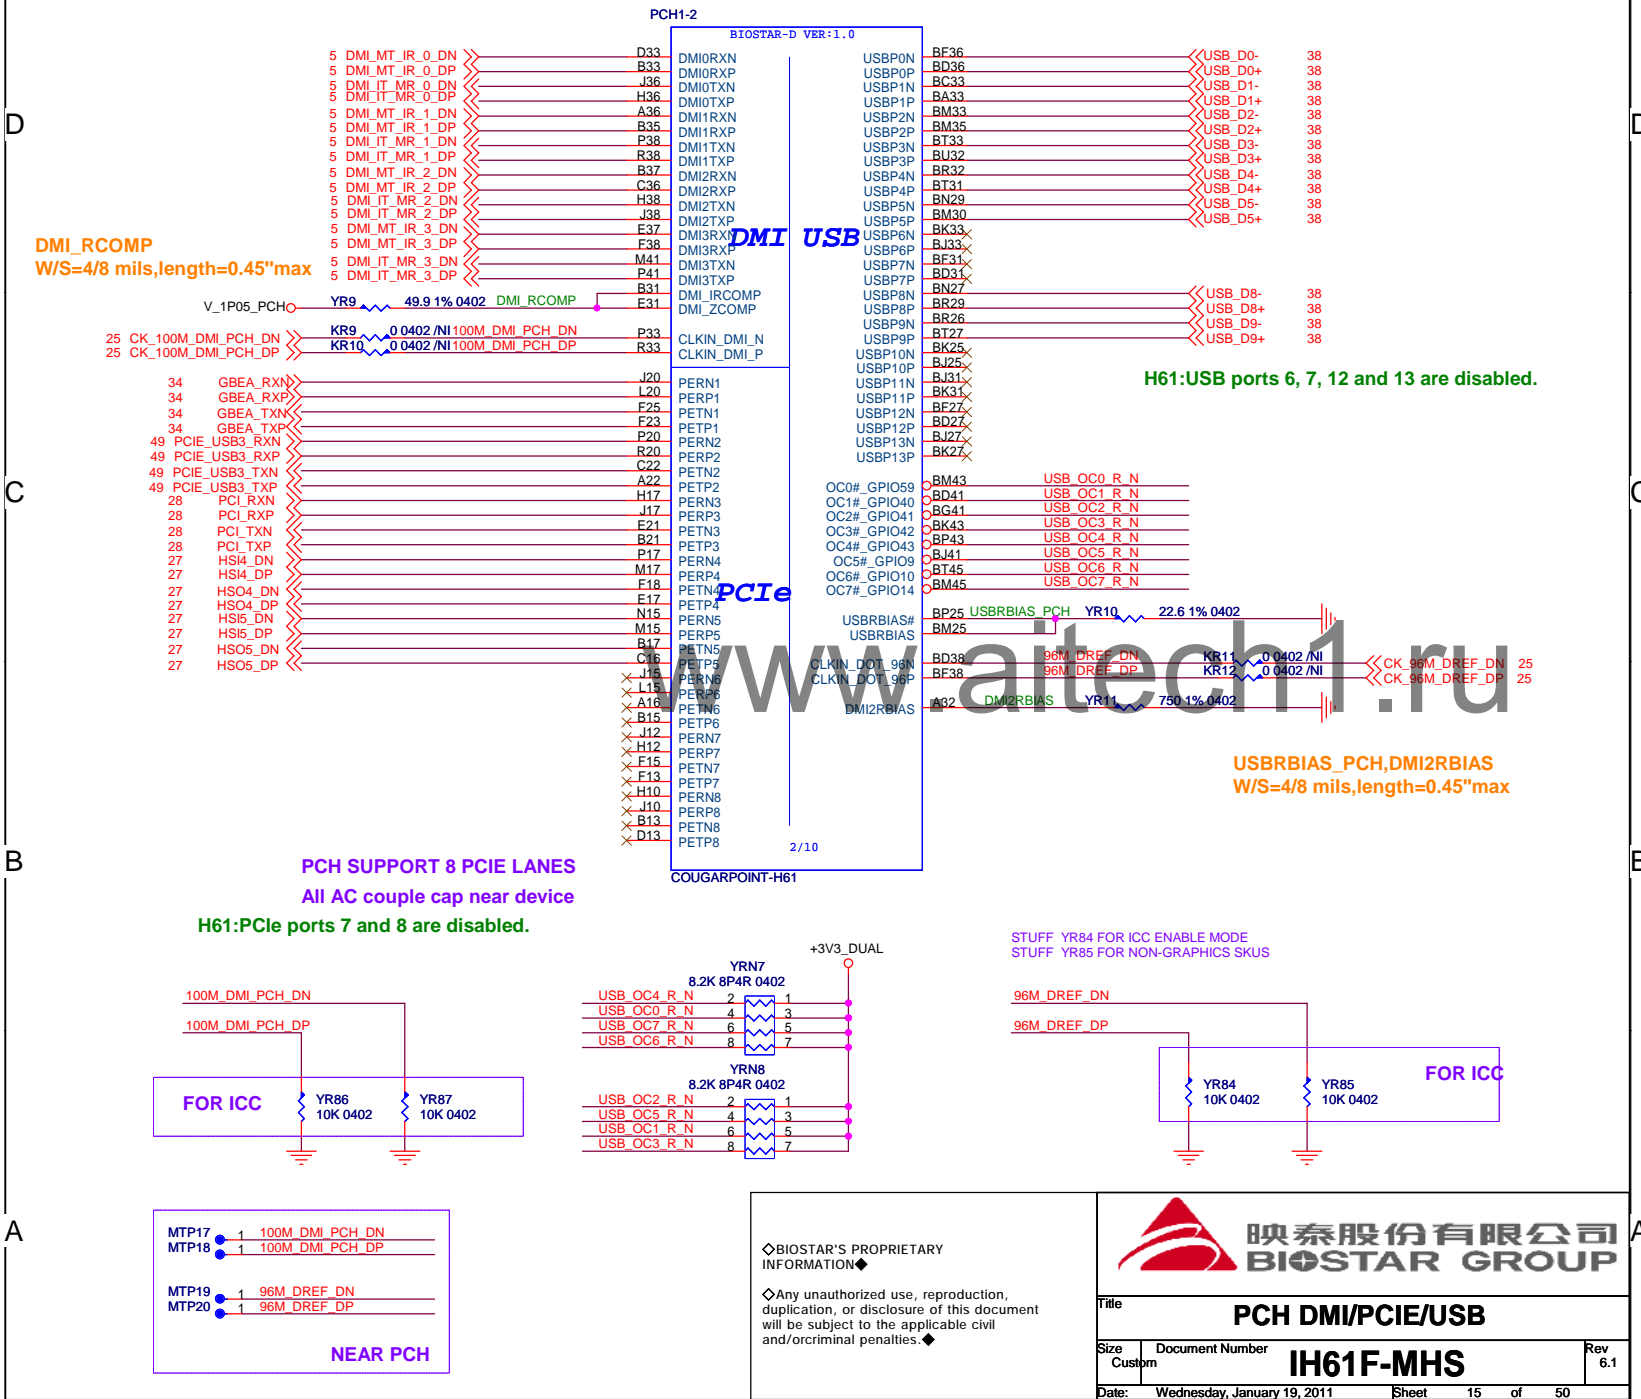 PCH1-2
BIOSTAR-D VER:1.0
5 DMI_MT_IR_0_DN D33 DMI0RXN
5 DMI_MT_IR_0_DP B33 DMI0RXP
5 DMI_IT_MR_0_DN J36 DMI0TXN
5 DMI_IT_MR_0_DP H36 DMI0TXP
5 DMI_MT_IR_1_DN A36 DMI1RXN
5 DMI_MT_IR_1_DP B35 DMI1RXP
5 DMI_IT_MR_1_DN P38 DMI1TXN
5 DMI_IT_MR_1_DP R38 DMI1TXP
5 DMI_MT_IR_2_DN B37 DMI2RXN
5 DMI_MT_IR_2_DP C36 DMI2RXP
5 DMI_IT_MR_2_DN H38 DMI2TXN
5 DMI_IT_MR_2_DP J38 DMI2TXP
5 DMI_MT_IR_3_DN E37 DMI3RXN
5 DMI_MT_IR_3_DP F38 DMI3RXP
5 DMI_IT_MR_3_DN M41 DMI3TXN
5 DMI_IT_MR_3_DP P41 DMI3TXP
DMI USB
DMI_RCOMP
W/S=4/8 mils,length=0.45"max
B31 DMI_IRCOMP
V_1P05_PCH YR9 49.9 1% 0402 DMI_RCOMP E31 DMI_ZCOMP
25 CK_100M_DMI_PCH_DN KR9 0 0402 /NI 100M_DMI_PCH_DN P33 CLKIN_DMI_N
25 CK_100M_DMI_PCH_DP KR10 0 0402 /NI 100M_DMI_PCH_DP R33 CLKIN_DMI_P
34 GBEA_RXN J20 PERN1
34 GBEA_RXP L20 PERP1
34 GBEA_TXN F25 PETN1
34 GBEA_TXP F23 PETP1
49 PCIE_USB3_RXN P20 PERN2
49 PCIE_USB3_RXP R20 PERP2
49 PCIE_USB3_TXN C22 PETN2
49 PCIE_USB3_TXP A22 PETP2
28 PCI_RXN H17 PERN3
28 PCI_RXP J17 PERP3
28 PCI_TXN E21 PETN3
28 PCI_TXP B21 PETP3
27 HSI4_DN P17 PERN4
27 HSI4_DP M17 PERP4
27 HSO4_DN F18 PETN4
27 HSO4_DP E17 PETP4
27 HSI5_DN N15 PERN5
27 HSI5_DP M15 PERP5
27 HSO5_DN B17 PETN5
27 HSO5_DP C16 PETP5
J15 PERN6
L15 PERP6
A16 PETN6
B15 PETP6
J12 PERN7
H12 PERP7
F15 PETN7
F13 PETP7
H10 PERN8
J10 PERP8
B13 PETN8
D13 PETP8
PCIe
2/10
COUGARPOINT-H61
USBP0N BF36 USB_D0- 38
USBP0P BD36 USB_D0+ 38
USBP1N BC33 USB_D1- 38
USBP1P BA33 USB_D1+ 38
USBP2N BM33 USB_D2- 38
USBP2P BM35 USB_D2+ 38
USBP3N BT33 USB_D3- 38
USBP3P BU32 USB_D3+ 38
USBP4N BR32 USB_D4- 38
USBP4P BT31 USB_D4+ 38
USBP5N BN29 USB_D5- 38
USBP5P BM30 USB_D5+ 38
USBP6N BK33
USBP6P BJ33
USBP7N BF31
USBP7P BD31
USBP8N BN27 USB_D8- 38
USBP8P BR29 USB_D8+ 38
USBP9N BR26 USB_D9- 38
USBP9P BT27 USB_D9+ 38
USBP10N BK25
USBP10P BJ25
USBP11N BJ31
USBP11P BK31
USBP12N BF27
USBP12P BD27
USBP13N BJ27
USBP13P BK27
H61:USB ports 6, 7, 12 and 13 are disabled.
OC0#_GPIO59 BM43 USB_OC0_R_N
OC1#_GPIO40 BD41 USB_OC1_R_N
OC2#_GPIO41 BG41 USB_OC2_R_N
OC3#_GPIO42 BK43 USB_OC3_R_N
OC4#_GPIO43 BP43 USB_OC4_R_N
OC5#_GPIO9 BJ41 USB_OC5_R_N
OC6#_GPIO10 BT45 USB_OC6_R_N
OC7#_GPIO14 BM45 USB_OC7_R_N
USBRBIAS# BP25 USBRBIAS_PCH YR10 22.6 1% 0402
USBRBIAS BM25
CLKIN_DOT_96N BD38 96M_DREF_DN KR11 0 0402 /NI CK_96M_DREF_DN 25
CLKIN_DOT_96P BF38 96M_DREF_DP KR12 0 0402 /NI CK_96M_DREF_DP 25
DMI2RBIAS A32 DMI2RBIAS YR11 750 1% 0402
www.aitech1.ru
USBRBIAS_PCH,DMI2RBIAS
W/S=4/8 mils,length=0.45"max
PCH SUPPORT 8 PCIE LANES
All AC couple cap near device
H61:PCIe ports 7 and 8 are disabled.
100M_DMI_PCH_DN
100M_DMI_PCH_DP
FOR ICC
YR86
10K 0402
YR87
10K 0402
+3V3_DUAL
YRN7
8.2K 8P4R 0402
USB_OC4_R_N 2 1
USB_OC0_R_N 4 3
USB_OC7_R_N 6 5
USB_OC6_R_N 8 7
YRN8
8.2K 8P4R 0402
USB_OC2_R_N 2 1
USB_OC5_R_N 4 3
USB_OC1_R_N 6 5
USB_OC3_R_N 8 7
STUFF YR84 FOR ICC ENABLE MODE
STUFF YR85 FOR NON-GRAPHICS SKUS
96M_DREF_DN
96M_DREF_DP
YR84
10K 0402
YR85
10K 0402
FOR ICC
MTP17 1 100M_DMI_PCH_DN
MTP18 1 100M_DMI_PCH_DP
MTP19 1 96M_DREF_DN
MTP20 1 96M_DREF_DP
NEAR PCH
◇BIOSTAR'S PROPRIETARY
INFORMATION◆
◇Any unauthorized use, reproduction,
duplication, or disclosure of this document
will be subject to the applicable civil
and/orcriminal penalties.◆
映泰股份有限公司
BIOSTAR GROUP
Title
PCH DMI/PCIE/USB
Size
Custom
Document Number
IH61F-MHS
Rev
6.1
Date: Wednesday, January 19, 2011 Sheet 15 of 50
D
D
C
C
B
B
A
A